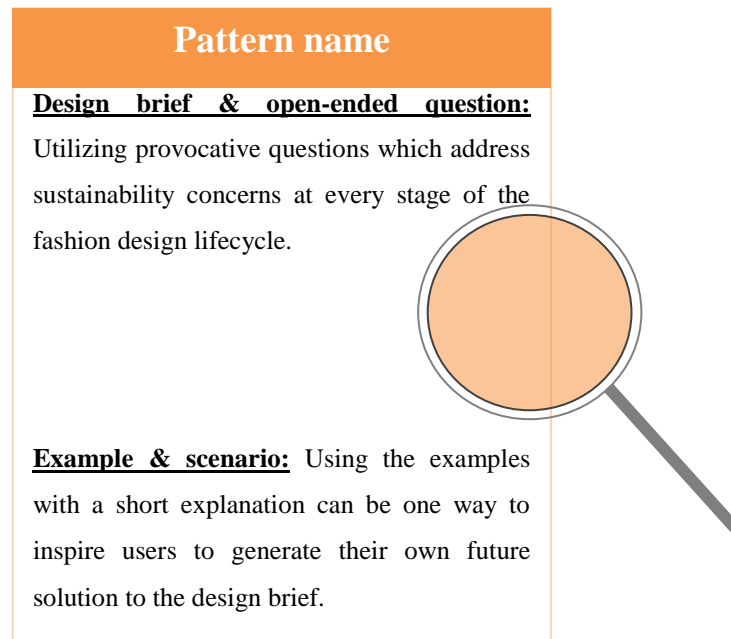 Pattern name
Design brief & open-ended question:
Utilizing provocative questions which address
sustainability concerns at every stage of the
fashion design lifecycle.
Example & scenario: Using the examples
with a short explanation can be one way to
inspire users to generate their own future
solution to the design brief.